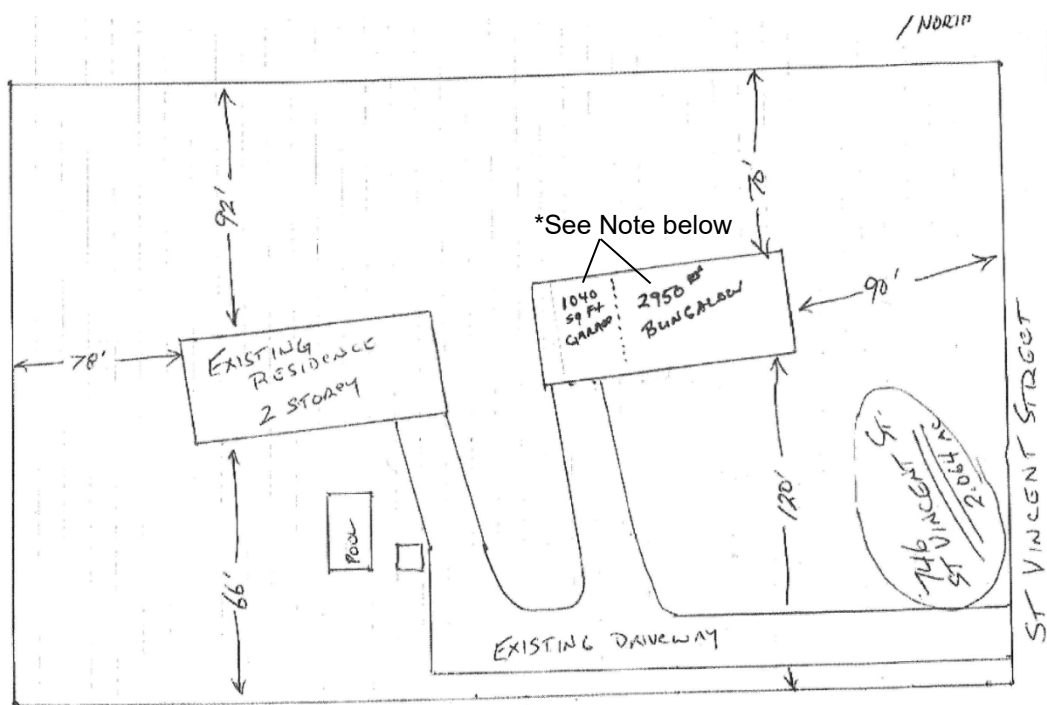 / NORTH
92'
70'
*See Note below
1040
SQ FT
GARAGE
2950
BUNGALOW
90'
78'
EXISTING
RESIDENCE
2 STOREY
ST VINCENT STREET
746
ST VINCENT ST.
2.064 AC
120'
POOL
66'
EXISTING DRIVEWAY